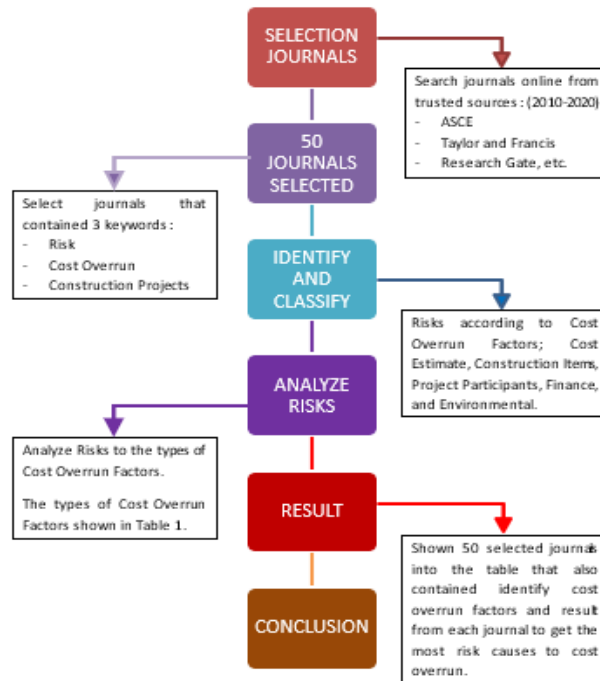 SELECTION
JOURNALS
Search journals online from
trusted sources : (2010-2020)
- ASCE
- Taylor and Francis
- Research Gate, etc.
50
JOURNALS
SELECTED
Select journals that
contained 3 keywords :
- Risk
- Cost Overrun
- Construction Projects
IDENTIFY
AND
CLASSIFY
Risks according to Cost
Overrun Factors; Cost
Estimate, Construction Items,
Project Participants, Finance,
and Environmental.
ANALYZE
RISKS
Analyze Risks to the types of
Cost Overrun Factors.
The types of Cost Overrun
Factors shown in Table 1.
RESULT
Shown 50 selected journals
into the table that also
contained identify cost
overrun factors and result
from each journal to get the
most risk causes to cost
overrun.
CONCLUSION